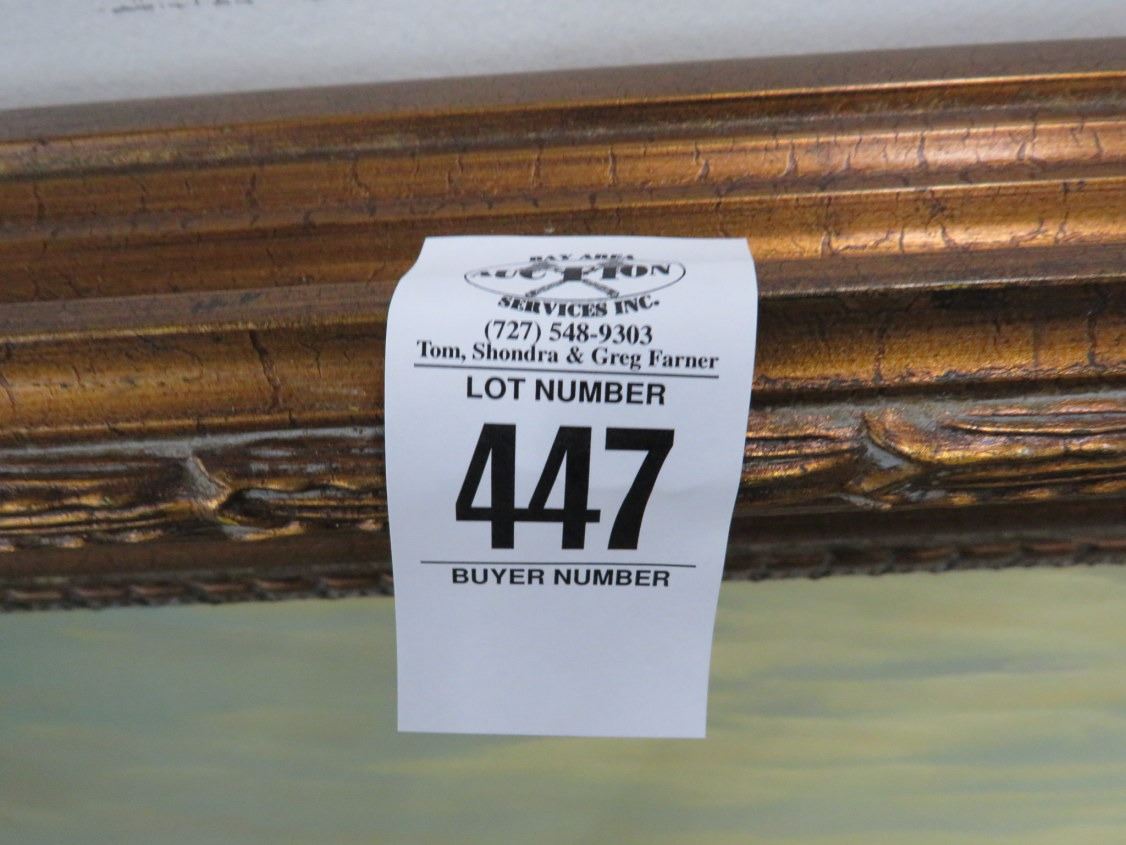 BAY AREA
AUCTION
SERVICES INC.
(727) 548-9303
Tom, Shondra & Greg Farner
LOT NUMBER
447
BUYER NUMBER